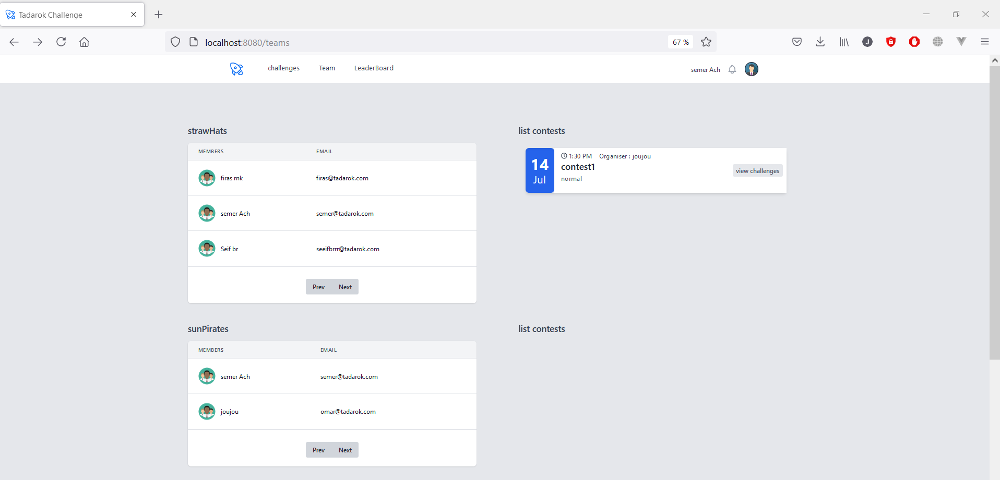 Tadarok Challenge
localhost:8080/teams
67 %
J
challenges Team LeaderBoard
semer Ach
strawHats
MEMBERS EMAIL
firas mk firas@tadarok.com
semer Ach semer@tadarok.com
Seif br seeifbrrr@tadarok.com
Prev Next
list contests
14
Jul
1:30 PM Organiser : joujou
contest1
normal
view challenges
sunPirates
MEMBERS EMAIL
semer Ach semer@tadarok.com
joujou omar@tadarok.com
Prev Next
list contests